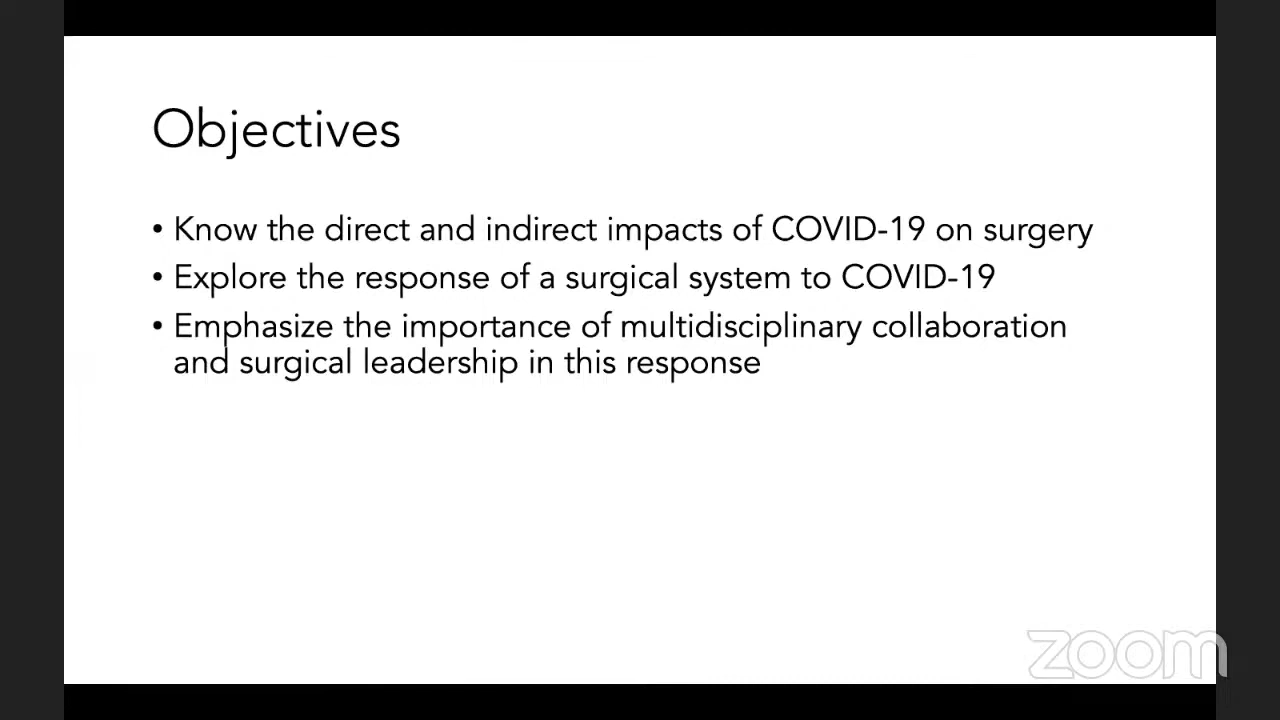 Objectives
• Know the direct and indirect impacts of COVID-19 on surgery
• Explore the response of a surgical system to COVID-19
• Emphasize the importance of multidisciplinary collaboration
and surgical leadership in this response
zoom